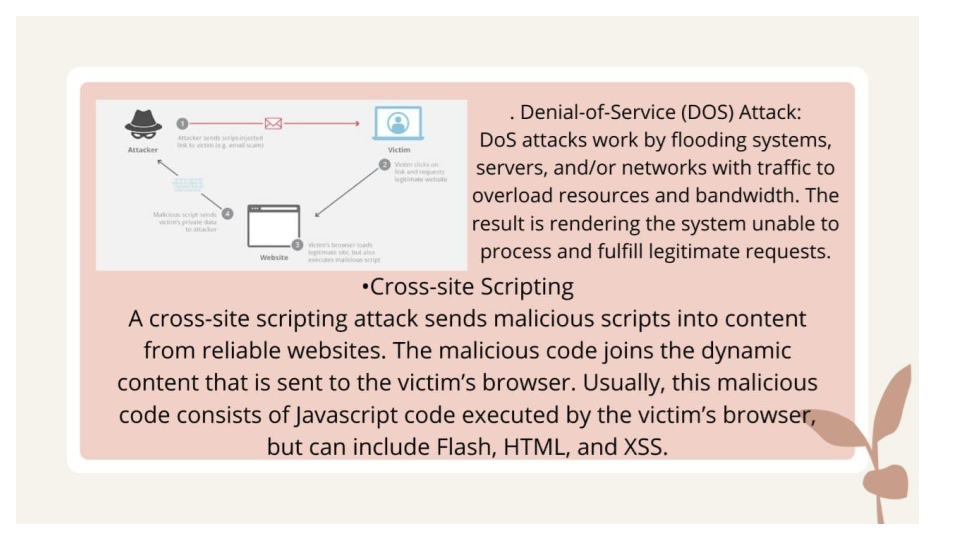 1
Attacker sends script-injected
link to victim (e.g. email scam)
Attacker
Victim
2
Victim clicks on
link and requests
legitimate website
Malicious script sends
victim's private data
to attacker
4
3
Website
Victim's browser loads
legitimate site, but also
executes malicious script
. Denial-of-Service (DOS) Attack:
DoS attacks work by flooding systems,
servers, and/or networks with traffic to
overload resources and bandwidth. The
result is rendering the system unable to
process and fulfill legitimate requests.
•Cross-site Scripting
A cross-site scripting attack sends malicious scripts into content
from reliable websites. The malicious code joins the dynamic
content that is sent to the victim's browser. Usually, this malicious
code consists of Javascript code executed by the victim's browser,
but can include Flash, HTML, and XSS.